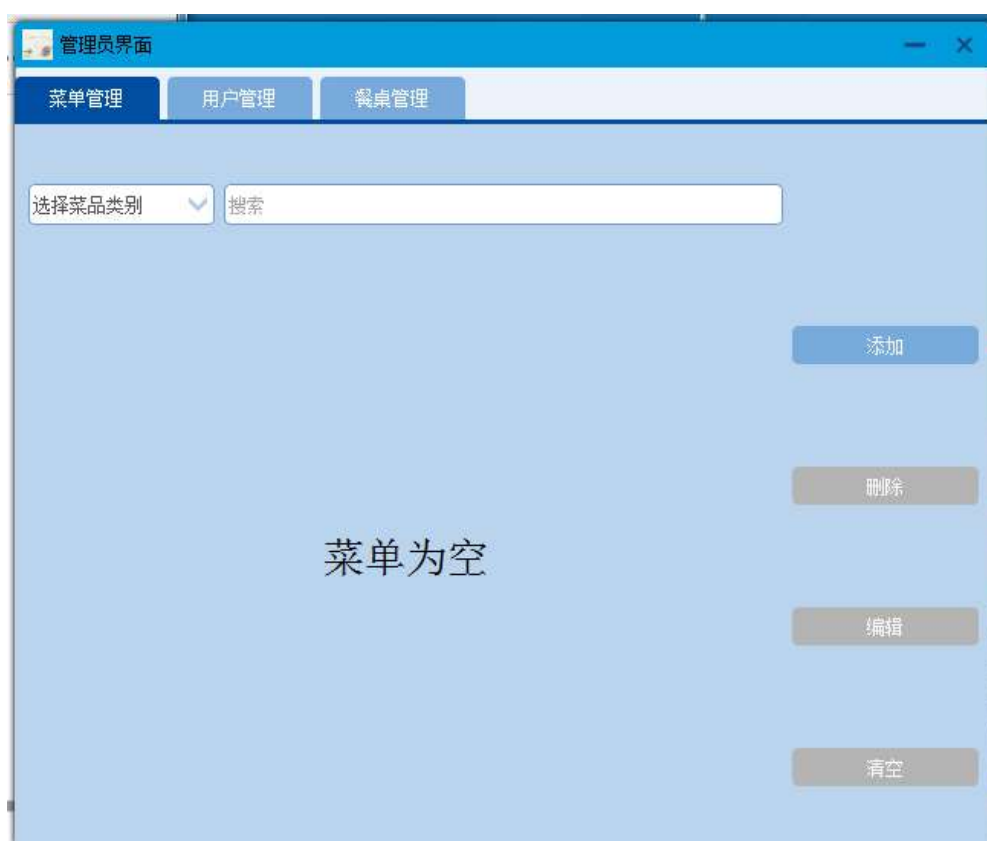 管理员界面
菜单管理 用户管理 餐桌管理
选择菜品类别 搜索
添加
删除
菜单为空
编辑
清空